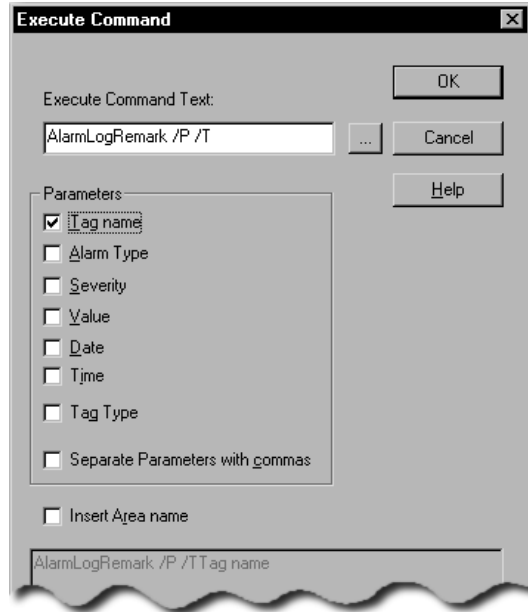 Execute Command
OK
Execute Command Text:
AlarmLogRemark /P /T
...
Cancel
Help
Parameters
Tag name
Alarm Type
Severity
Value
Date
Time
Tag Type
Separate Parameters with commas
Insert Area name
AlarmLogRemark /P /TTag name